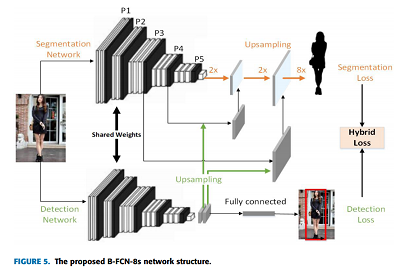 P1
P2
P3
P4
P5
Segmentation
Network
2x
Upsampling
2x
8x
Segmentation
Loss
Shared Weights
Hybrid
Loss
Upsampling
Detection
Network
Fully connected
Detection
Loss
FIGURE 5. The proposed B-FCN-8s network structure.